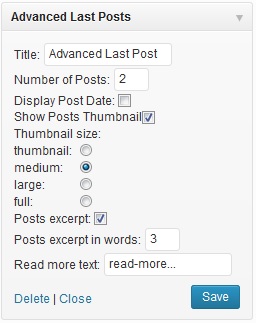 Advanced Last Posts
Title: Advanced Last Post
Number of Posts: 2
Display Post Date:
Show Posts Thumbnail
Thumbnail size:
thumbnail:
medium:
large:
full:
Posts excerpt:
Posts excerpt in words: 3
Read more text: read-more...
Delete | Close Save